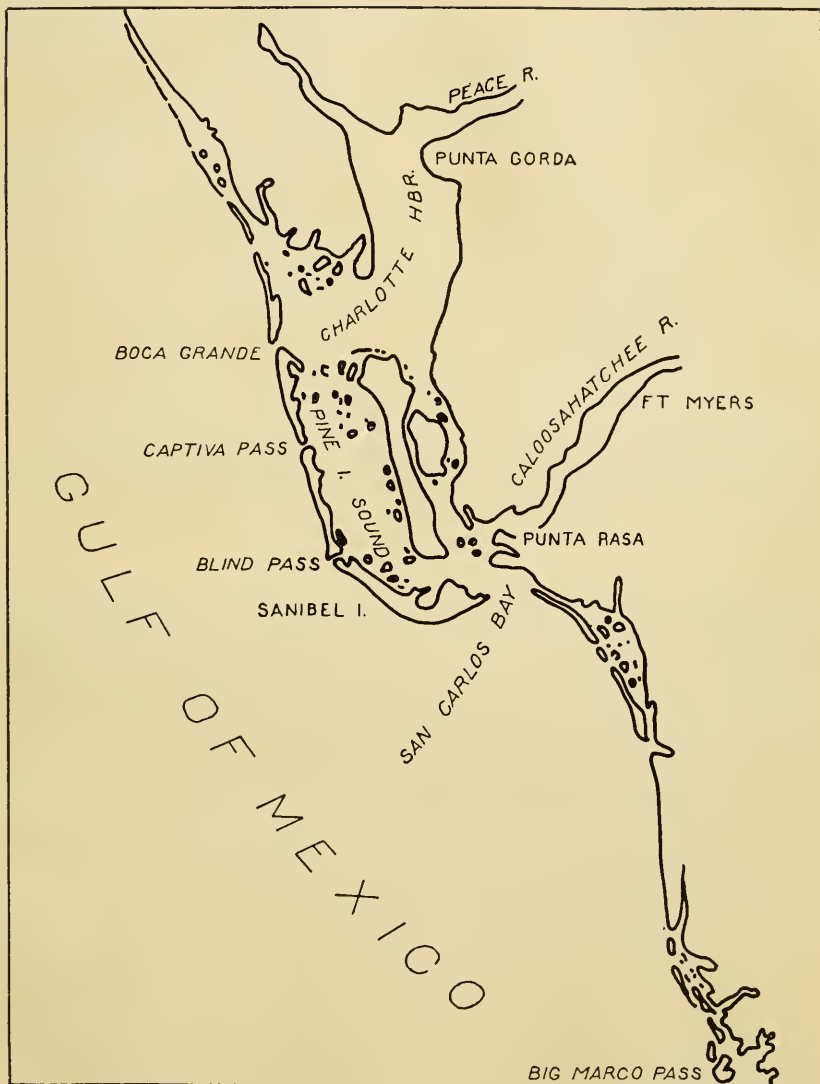 PEACE R.
PUNTA GORDA
CHARLOTTE HBR.
BOCA GRANDE
CALOOSAHATCHEE R.
FT MYERS
PINE I. SOUND
CAPTIVA PASS
PUNTA RASA
BLIND PASS
SANIBEL I.
SAN CARLOS BAY
GULF OF MEXICO
BIG MARCO PASS